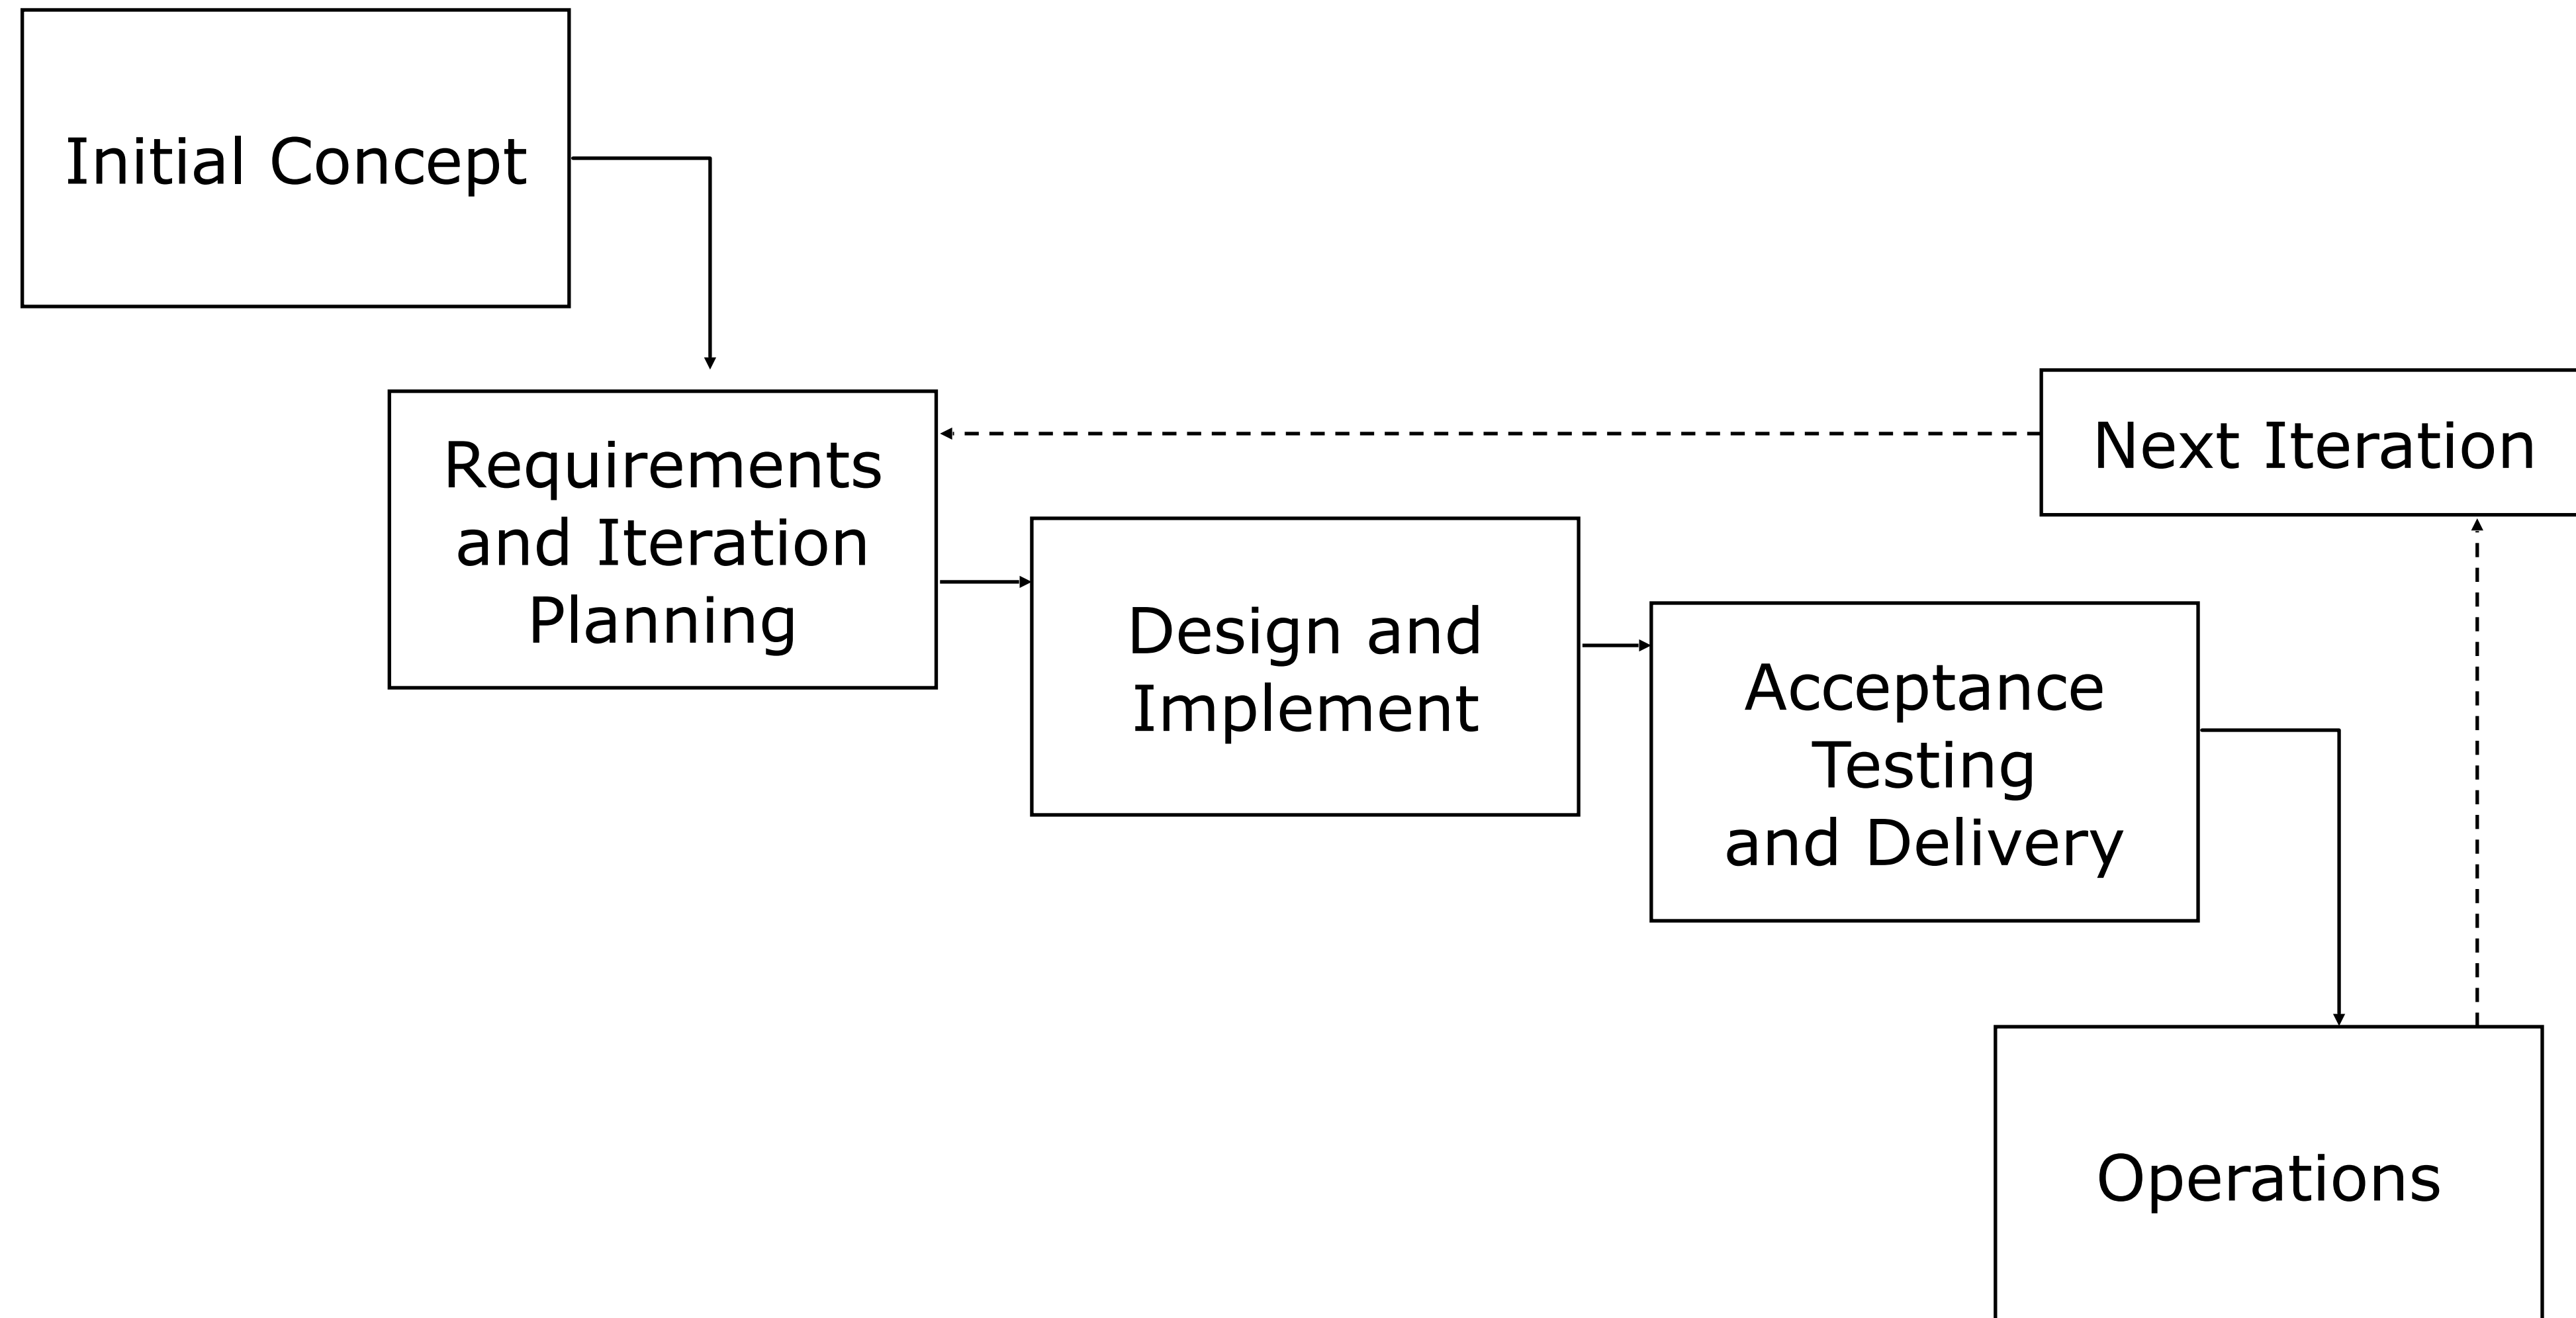 Initial Concept
Requirements
and Iteration
Planning
Next Iteration
Design and
Implement
Acceptance
Testing
and Delivery
Operations